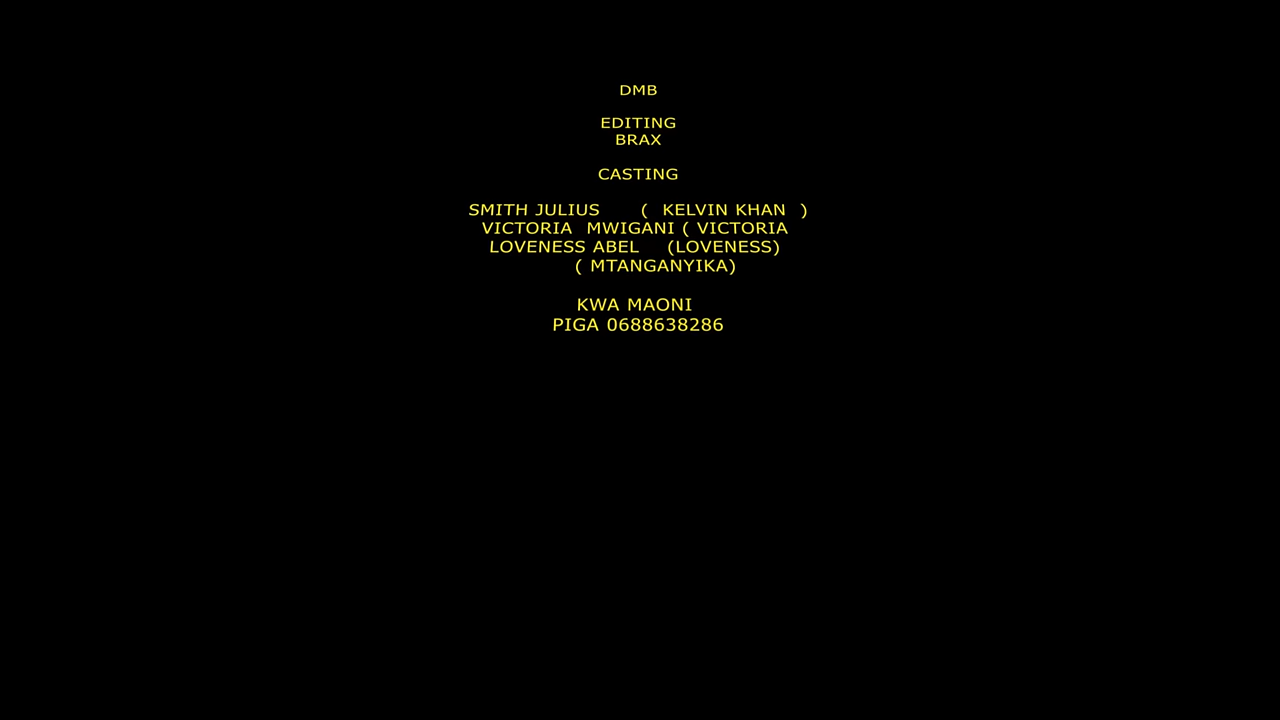 DMB
EDITING
BRAX
CASTING
SMITH JULIUS ( KELVIN KHAN )
VICTORIA MWIGANI ( VICTORIA
LOVENESS ABEL (LOVENESS)
( MTANGANYIKA)
KWA MAONI
PIGA 0688638286